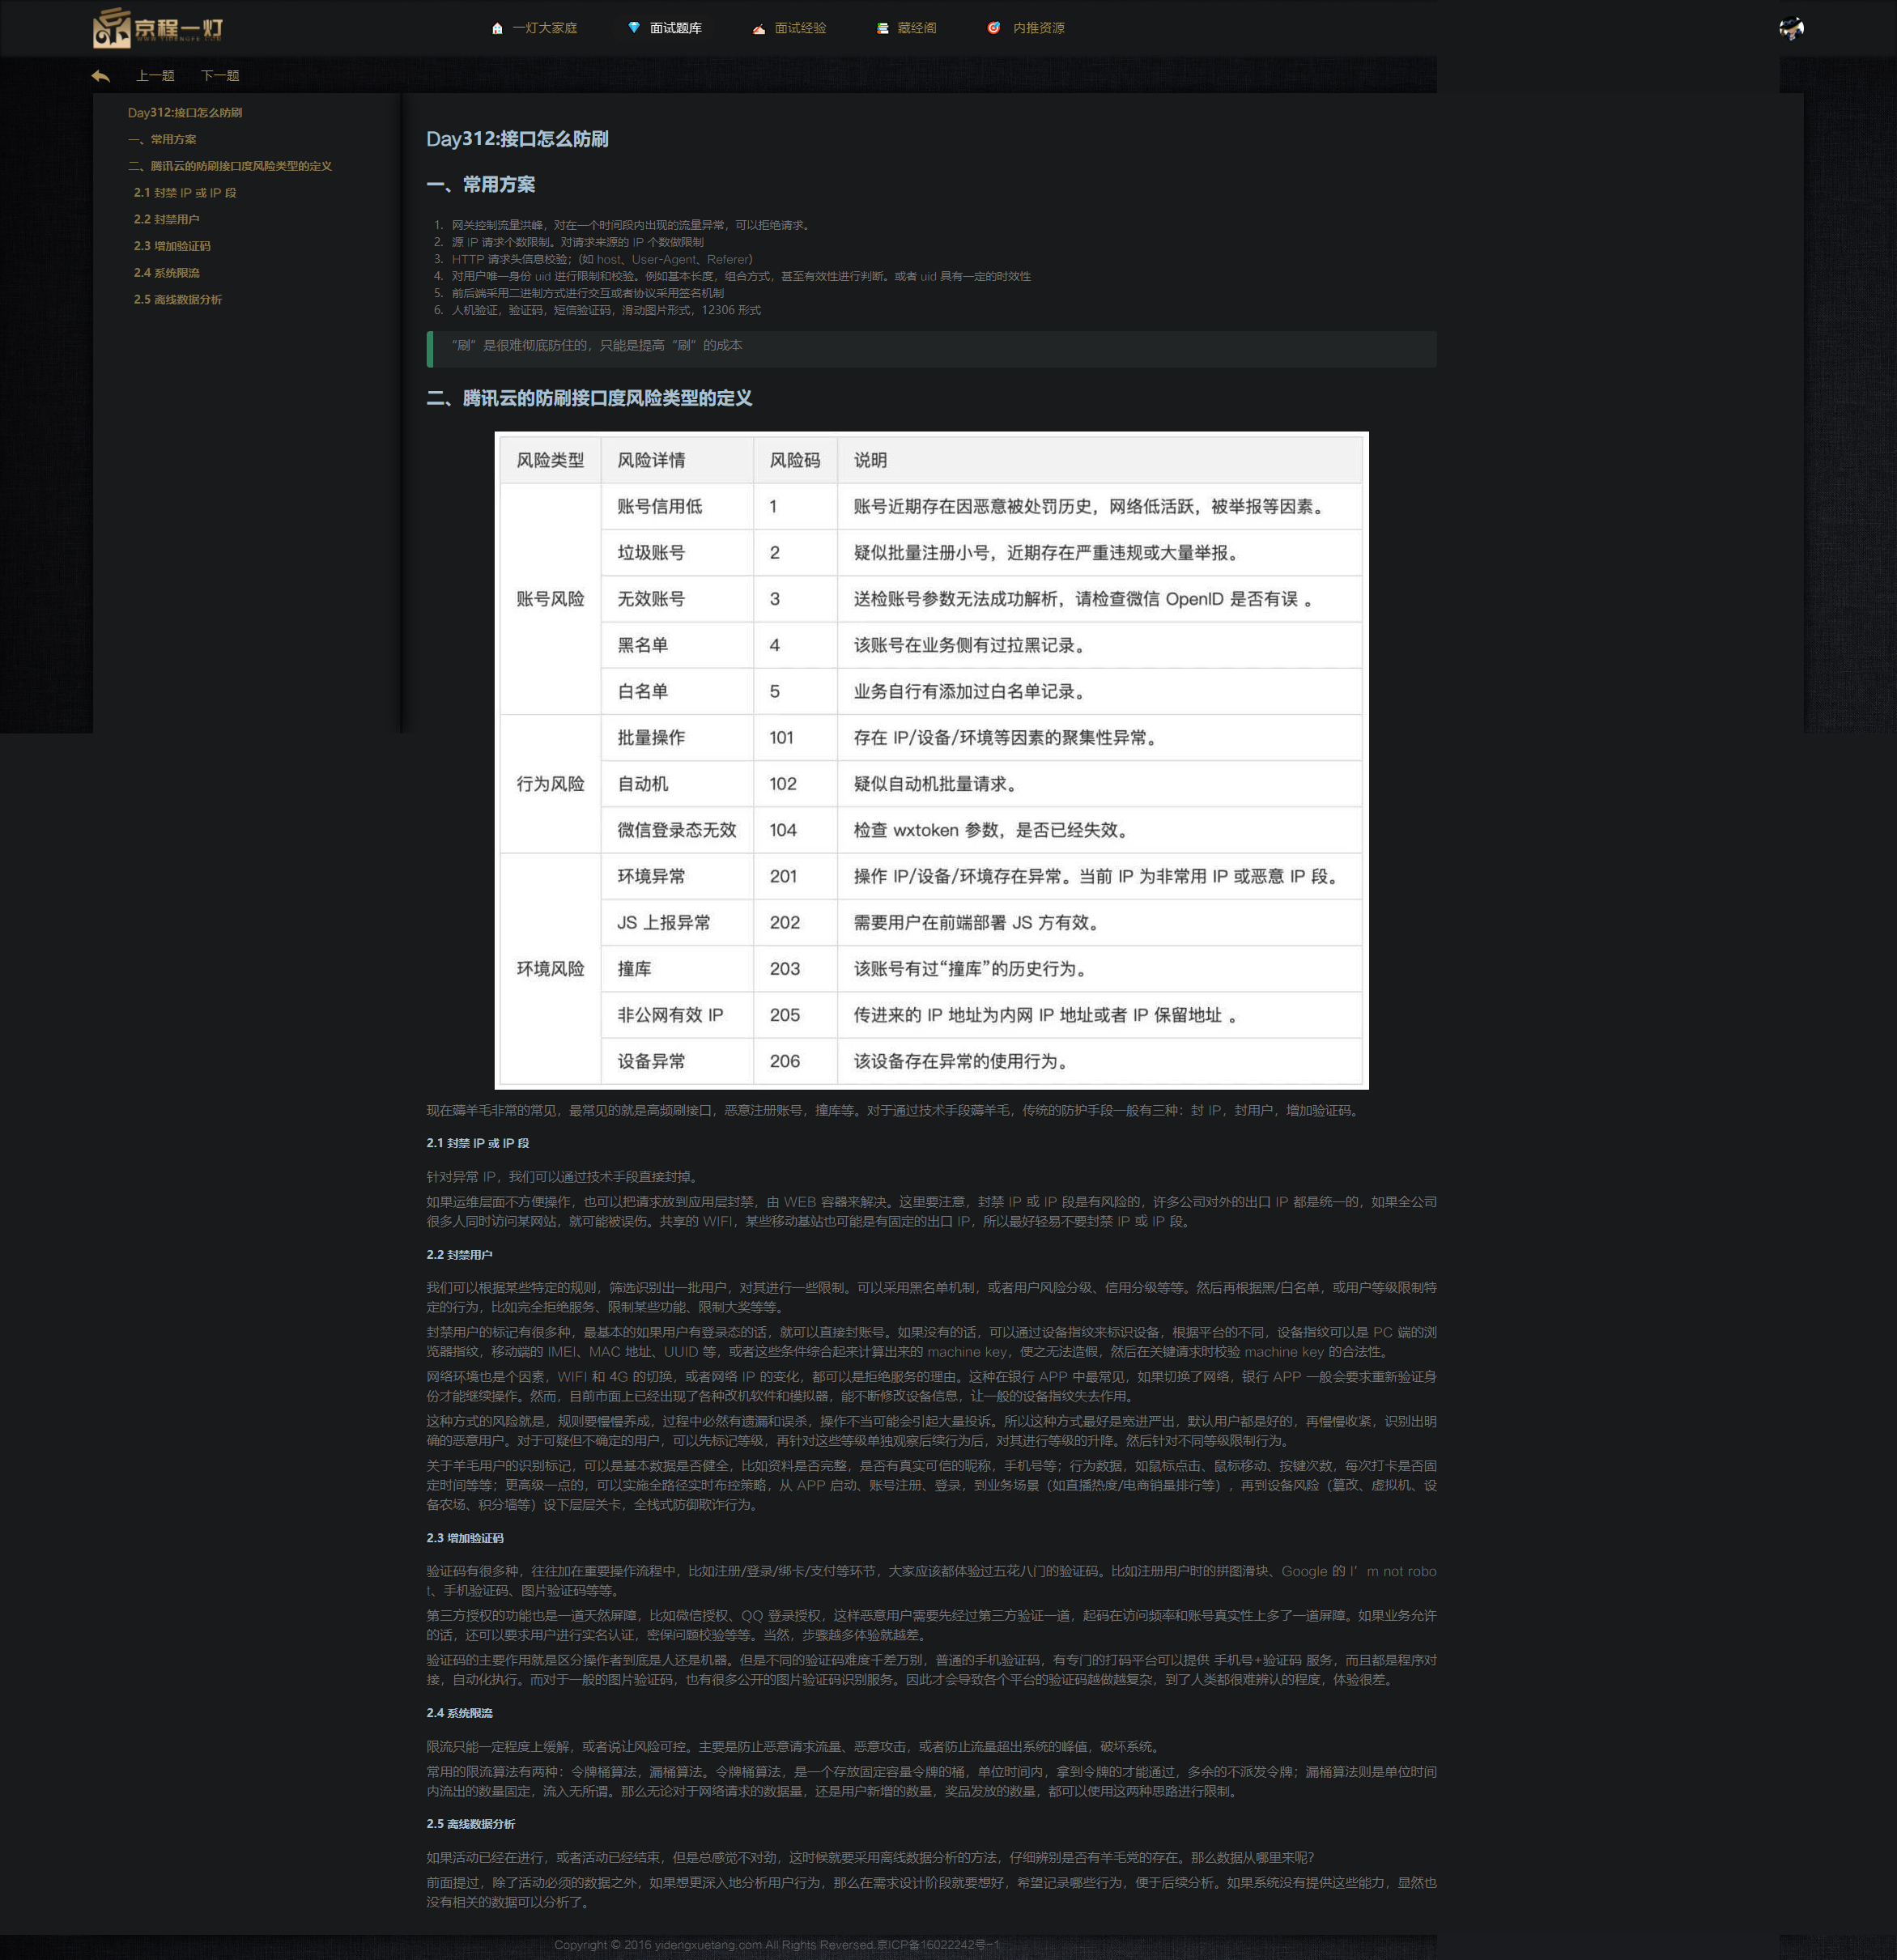 京程一灯
WWW.YIDENGFE.COM
一灯大家庭
面试题库
面试经验
藏经阁
内推资源
上一题
下一题
Day312:接口怎么防刷
一、常用方案
二、腾讯云的防刷接口度风险类型的定义
2.1 封禁 IP 或 IP 段
2.2 封禁用户
2.3 增加验证码
2.4 系统限流
2.5 离线数据分析
Day312:接口怎么防刷
一、常用方案
1. 网关控制流量洪峰，对在一个时间段内出现的流量异常，可以拒绝请求。
2. 源 IP 请求个数限制。对请求来源的 IP 个数做限制
3. HTTP 请求头信息校验；(如 host、User-Agent、Referer)
4. 对用户唯一身份 uid 进行限制和校验。例如基本长度，组合方式，甚至有效性进行判断。或者 uid 具有一定的时效性
5. 前后端采用二进制方式进行交互或者协议采用签名机制
6. 人机验证，验证码，短信验证码，滑动图片形式，12306 形式
“刷”是很难彻底防住的，只能是提高“刷”的成本
二、腾讯云的防刷接口度风险类型的定义
风险类型 风险详情 风险码 说明
账号风险 账号信用低 1 账号近期存在因恶意被处罚历史，网络低活跃，被举报等因素。
垃圾账号 2 疑似批量注册小号，近期存在严重违规或大量举报。
无效账号 3 送检账号参数无法成功解析，请检查微信 OpenID 是否有误 。
黑名单 4 该账号在业务侧有过拉黑记录。
白名单 5 业务自行有添加过白名单记录。
行为风险 批量操作 101 存在 IP/设备/环境等因素的聚集性异常。
自动机 102 疑似自动机批量请求。
微信登录态无效 104 检查 wxtoken 参数，是否已经失效。
环境风险 环境异常 201 操作 IP/设备/环境存在异常。当前 IP 为非常用 IP 或恶意 IP 段。
JS 上报异常 202 需要用户在前端部署 JS 方有效。
撞库 203 该账号有过“撞库”的历史行为。
非公网有效 IP 205 传进来的 IP 地址为内网 IP 地址或者 IP 保留地址 。
设备异常 206 该设备存在异常的使用行为。
现在薅羊毛非常的常见，最常见的就是高频刷接口，恶意注册账号，撞库等。对于通过技术手段薅羊毛，传统的防护手段一般有三种：封 IP，封用户，增加验证码。
2.1 封禁 IP 或 IP 段
针对异常 IP，我们可以通过技术手段直接封掉。
如果运维层面不方便操作，也可以把请求放到应用层封禁，由 WEB 容器来解决。这里要注意，封禁 IP 或 IP 段是有风险的，许多公司对外的出口 IP 都是统一的，如果全公司
很多人同时访问某网站，就可能被误伤。共享的 WIFI，某些移动基站也可能是有固定的出口 IP，所以最好轻易不要封禁 IP 或 IP 段。
2.2 封禁用户
我们可以根据某些特定的规则，筛选识别出一批用户，对其进行一些限制。可以采用黑名单机制，或者用户风险分级、信用分级等等。然后再根据黑/白名单，或用户等级限制特
定的行为，比如完全拒绝服务、限制某些功能、限制大奖等等。
封禁用户的标记有很多种，最基本的如果用户有登录态的话，就可以直接封账号。如果没有的话，可以通过设备指纹来标识设备，根据平台的不同，设备指纹可以是 PC 端的浏
览器指纹，移动端的 IMEI、MAC 地址、UUID 等，或者这些条件综合起来计算出来的 machine key，使之无法造假，然后在关键请求时校验 machine key 的合法性。
网络环境也是个因素，WIFI 和 4G 的切换，或者网络 IP 的变化，都可以是拒绝服务的理由。这种在银行 APP 中最常见，如果切换了网络，银行 APP 一般会要求重新验证身
份才能继续操作。然而，目前市面上已经出现了各种改机软件和模拟器，能不断修改设备信息，让一般的设备指纹失去作用。
这种方式的风险就是，规则要慢慢养成，过程中必然有遗漏和误杀，操作不当可能会引起大量投诉。所以这种方式最好是宽进严出，默认用户都是好的，再慢慢收紧，识别出明
确的恶意用户。对于可疑但不确定的用户，可以先标记等级，再针对这些等级单独观察后续行为后，对其进行等级的升降。然后针对不同等级限制行为。
关于羊毛用户的识别标记，可以是基本数据是否健全，比如资料是否完整，是否有真实可信的昵称，手机号等；行为数据，如鼠标点击、鼠标移动、按键次数，每次打卡是否固
定时间等等；更高级一点的，可以实施全路径实时布控策略，从 APP 启动、账号注册、登录，到业务场景（如直播热度/电商销量排行等），再到设备风险（篡改、虚拟机、设
备农场、积分墙等）设下层层关卡，全栈式防御欺诈行为。
2.3 增加验证码
验证码有很多种，往往加在重要操作流程中，比如注册/登录/绑卡/支付等环节，大家应该都体验过五花八门的验证码。比如注册用户时的拼图滑块、Google 的 I’m not robo
t、手机验证码、图片验证码等等。
第三方授权的功能也是一道天然屏障，比如微信授权、QQ 登录授权，这样恶意用户需要先经过第三方验证一道，起码在访问频率和账号真实性上多了一道屏障。如果业务允许
的话，还可以要求用户进行实名认证，密保问题校验等等。当然，步骤越多体验就越差。
验证码的主要作用就是区分操作者到底是人还是机器。但是不同的验证码难度千差万别，普通的手机验证码，有专门的打码平台可以提供 手机号+验证码 服务，而且都是程序对
接，自动化执行。而对于一般的图片验证码，也有很多公开的图片验证码识别服务。因此才会导致各个平台的验证码越做越复杂，到了人类都很难辨认的程度，体验很差。
2.4 系统限流
限流只能一定程度上缓解，或者说让风险可控。主要是防止恶意请求流量、恶意攻击，或者防止流量超出系统的峰值，破坏系统。
常用的限流算法有两种：令牌桶算法，漏桶算法。令牌桶算法，是一个存放固定容量令牌的桶，单位时间内，拿到令牌的才能通过，多余的不派发令牌；漏桶算法则是单位时间
内流出的数量固定，流入无所谓。那么无论对于网络请求的数据量，还是用户新增的数量，奖品发放的数量，都可以使用这两种思路进行限制。
2.5 离线数据分析
如果活动已经在进行，或者活动已经结束，但是总感觉不对劲，这时候就要采用离线数据分析的方法，仔细辨别是否有羊毛党的存在。那么数据从哪里来呢？
前面提过，除了活动必须的数据之外，如果想更深入地分析用户行为，那么在需求设计阶段就要想好，希望记录哪些行为，便于后续分析。如果系统没有提供这些能力，显然也
没有相关的数据可以分析了。
Copyright © 2016 yidengxuetang.com All Rights Reversed.京ICP备16022242号-1